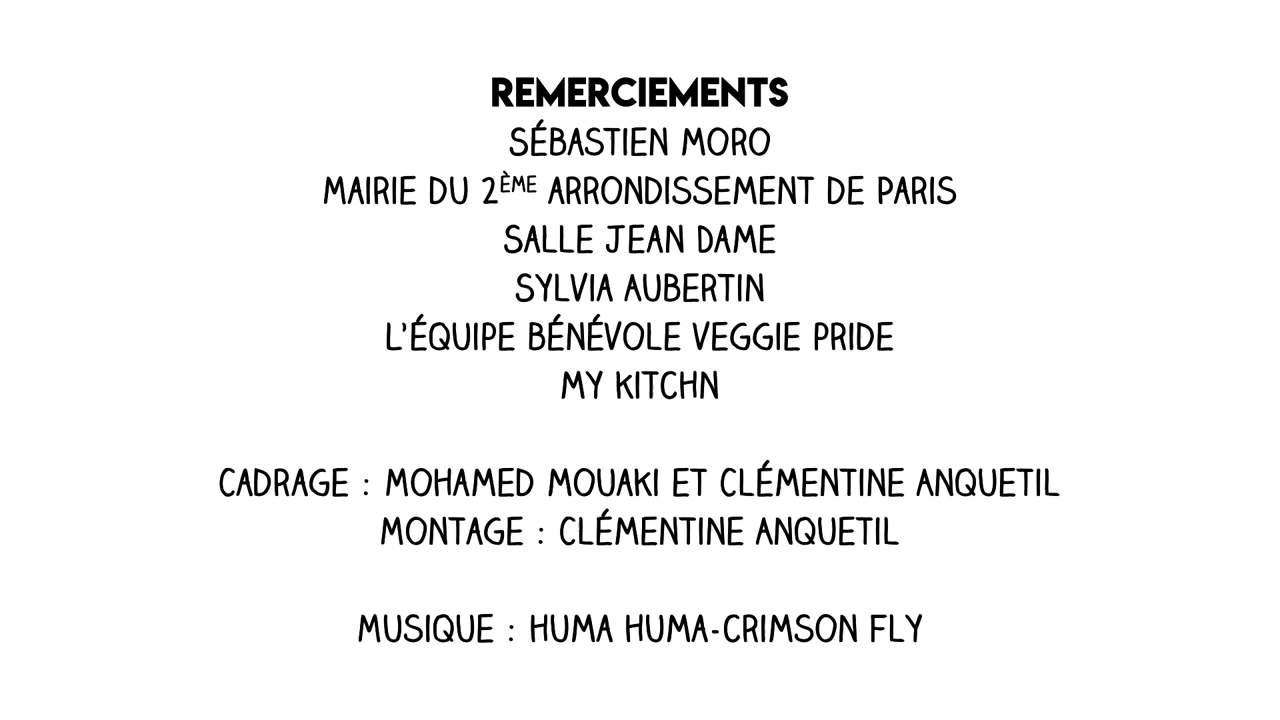 REMERCIEMENTS
SÉBASTIEN MORO
MAIRIE DU 2ÈME ARRONDISSEMENT DE PARIS
SALLE JEAN DAME
SYLVIA AUBERTIN
L'ÉQUIPE BÉNÉVOLE VEGGIE PRIDE
MY KITCHN
CADRAGE : MOHAMED MOUAKI ET CLÉMENTINE ANQUETIL
MONTAGE : CLÉMENTINE ANQUETIL
MUSIQUE : HUMA HUMA-CRIMSON FLY